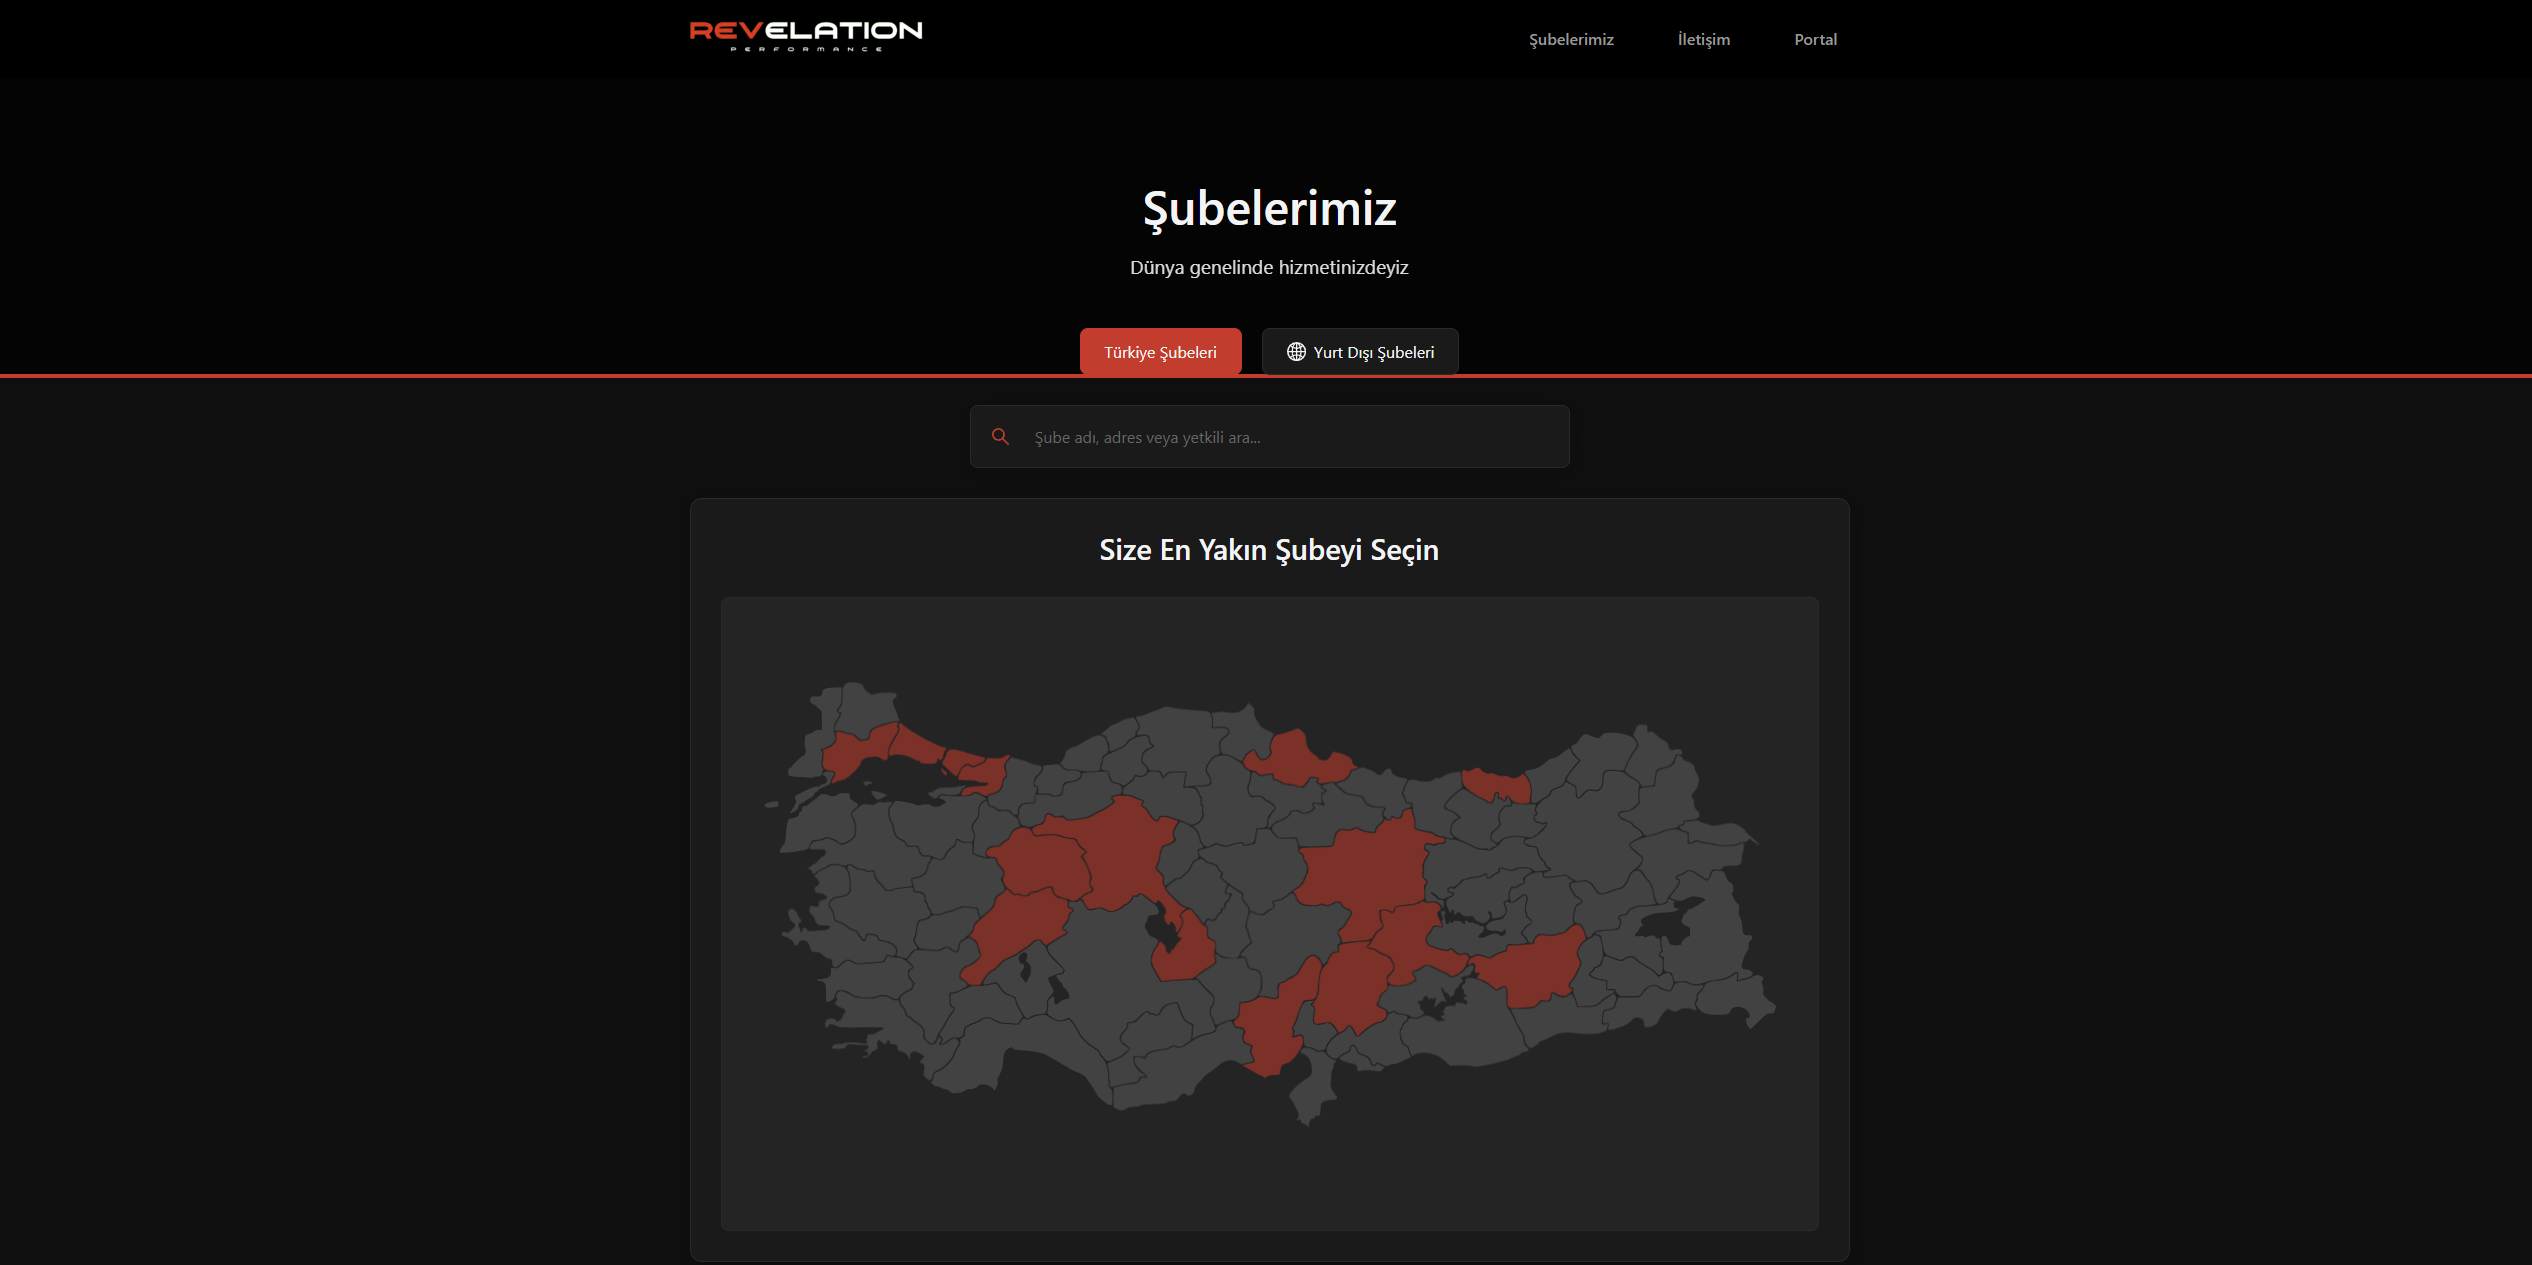 REVELATION
PERFORMANCE
Şubelerimiz
İletişim
Portal
Şubelerimiz
Dünya genelinde hizmetinizdeyiz
Türkiye Şubeleri
Yurt Dışı Şubeleri
Şube adı, adres veya yetkili ara...
Size En Yakın Şubeyi Seçin